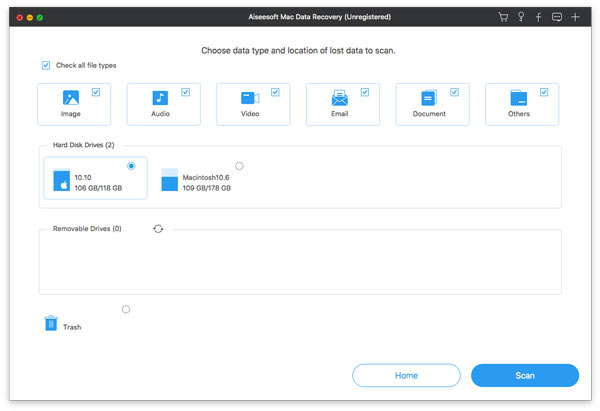 Aiseesoft Mac Data Recovery (Unregistered)
Choose data type and location of lost data to scan.
Check all file types
Image
Audio
Video
Email
Document
Others
Hard Disk Drives (2)
10.10
106 GB/118 GB
Macintosh10.6
109 GB/178 GB
Removable Drives (0)
Trash
Home
Scan